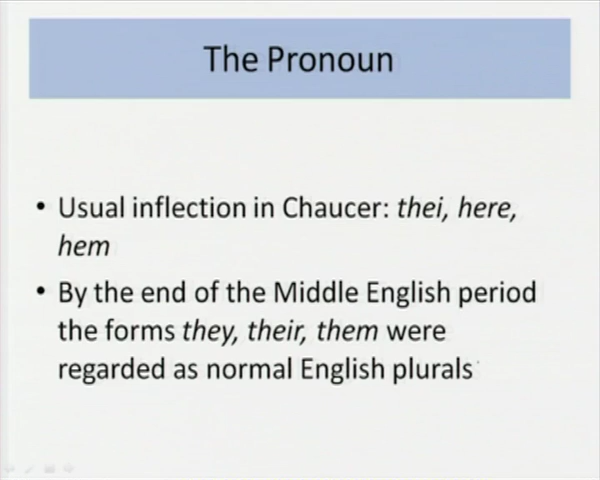 The Pronoun
• Usual inflection in Chaucer: thei, here,
hem
• By the end of the Middle English period
the forms they, their, them were
regarded as normal English plurals